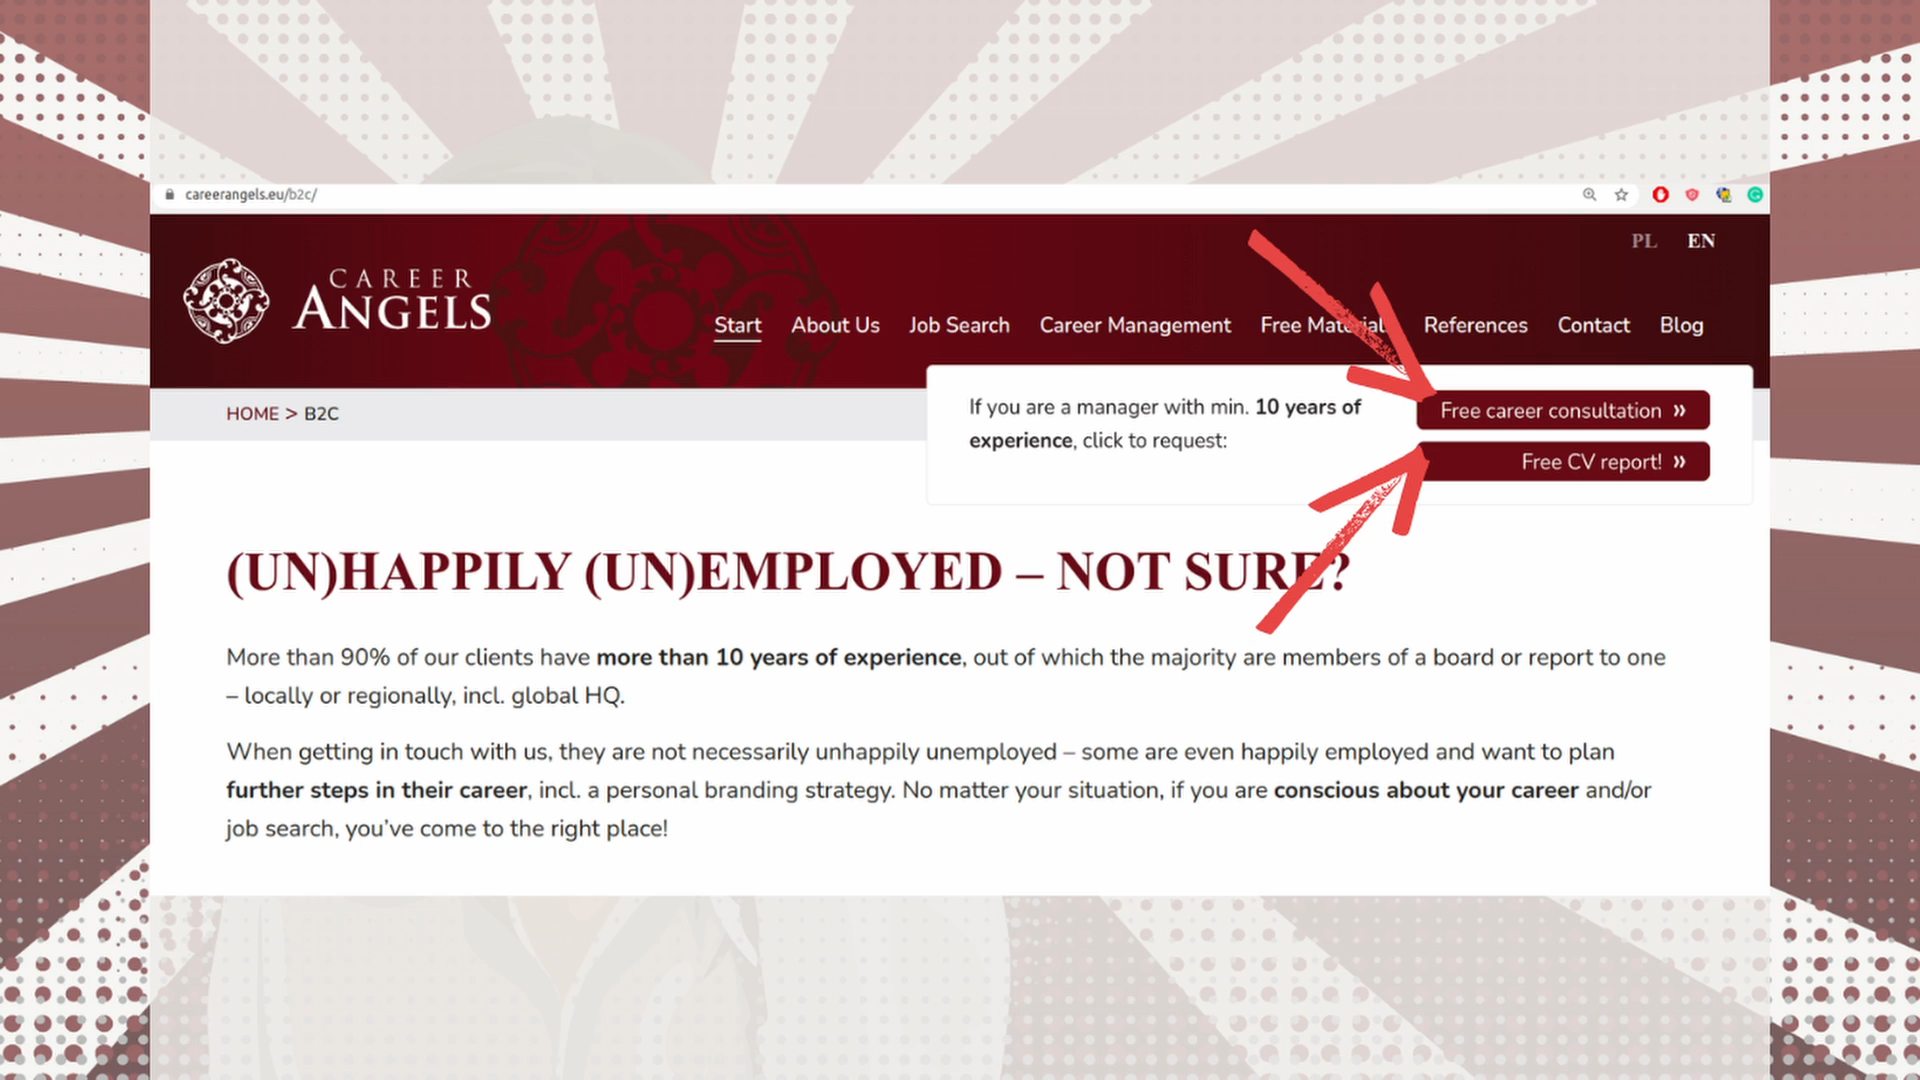 careerangels.eu/b2c/
PL EN
CAREER
ANGELS
Start About Us Job Search Career Management Free Materials References Contact Blog
HOME > B2C
If you are a manager with min. 10 years of
experience, click to request:
Free career consultation »
Free CV report! »
(UN)HAPPILY (UN)EMPLOYED – NOT SURE?
More than 90% of our clients have more than 10 years of experience, out of which the majority are members of a board or report to one
– locally or regionally, incl. global HQ.
When getting in touch with us, they are not necessarily unhappily unemployed – some are even happily employed and want to plan
further steps in their career, incl. a personal branding strategy. No matter your situation, if you are conscious about your career and/or
job search, you’ve come to the right place!